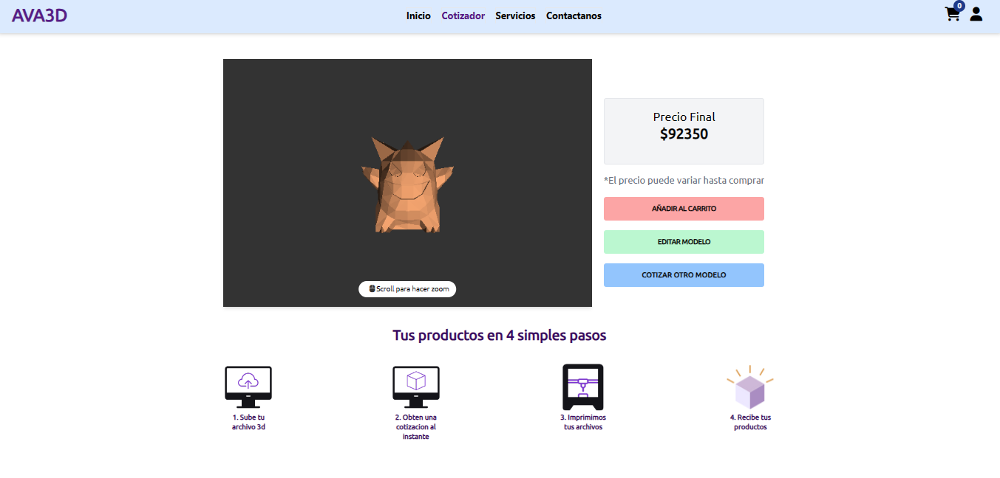 AVA3D
Inicio Cotizador Servicios Contactanos
0
Precio Final
$92350
*El precio puede variar hasta comprar
AÑADIR AL CARRITO
EDITAR MODELO
COTIZAR OTRO MODELO
Scroll para hacer zoom
Tus productos en 4 simples pasos
1. Sube tu
archivo 3d
2. Obten una
cotizacion al
instante
3. Imprimimos
tus archivos
4. Recibe tus
productos